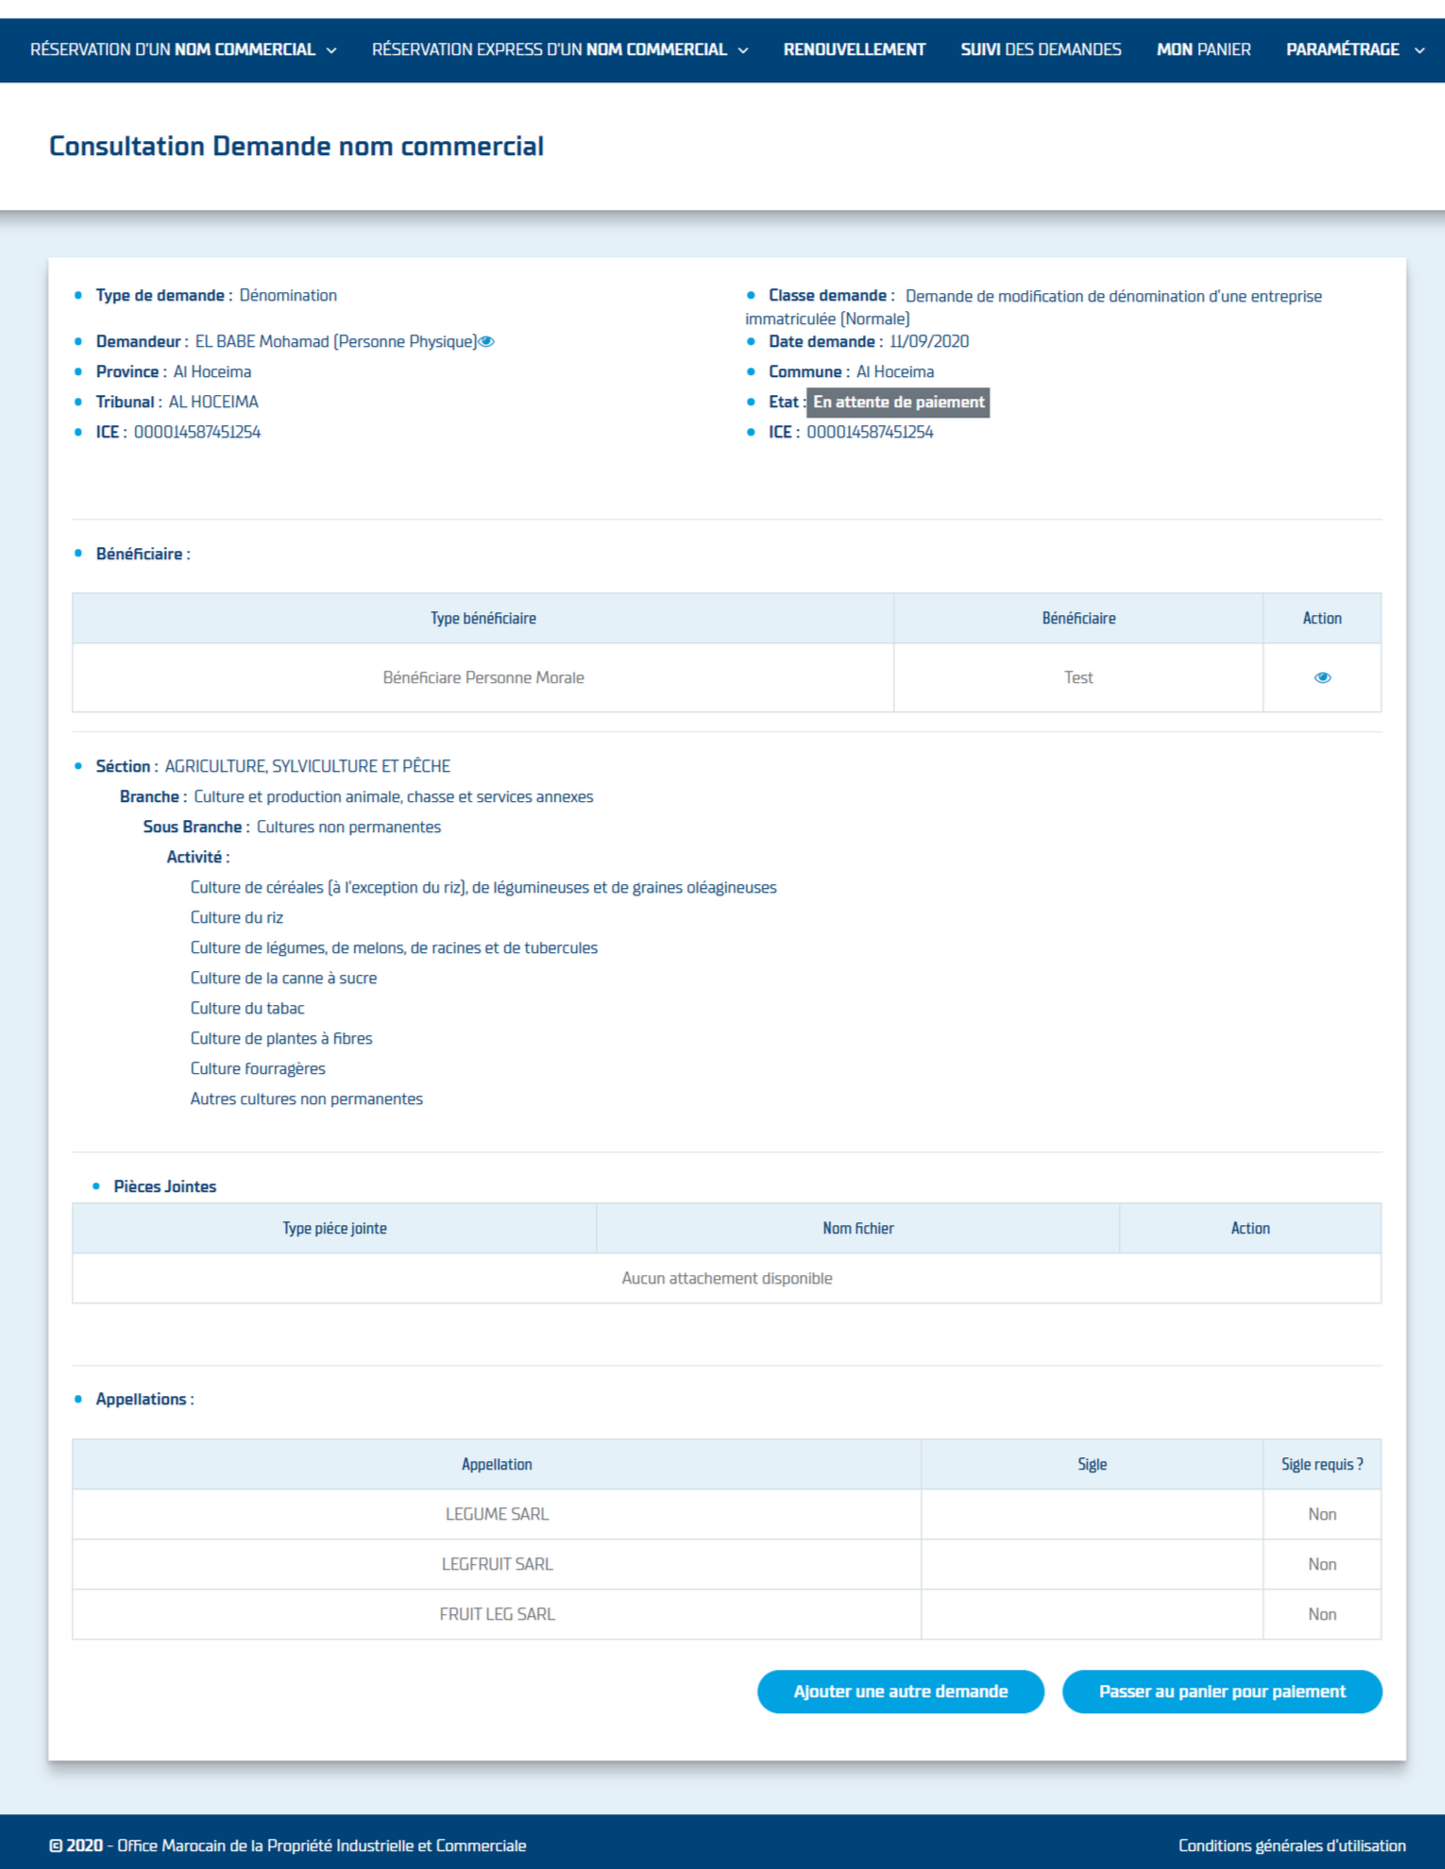 RÉSERVATION D'UN NOM COMMERCIAL RÉSERVATION EXPRESS D'UN NOM COMMERCIAL RENOUVELLEMENT SUIVI DES DEMANDES MON PANIER PARAMÉTRAGE
Consultation Demande nom commercial
Type de demande : Dénomination
Classe demande : Demande de modification de dénomination d'une entreprise
immatriculée (Normale)
Demandeur : EL BABE Mohamad (Personne Physique)
Date demande : 11/09/2020
Province : Al Hoceima
Commune : Al Hoceima
Tribunal : AL HOCEIMA
Etat : En attente de paiement
ICE : 000014587451254
ICE : 000014587451254
Bénéficiaire :
Type bénéficiaire Bénéficiaire Action
Bénéficiare Personne Morale Test
Séction : AGRICULTURE, SYLVICULTURE ET PÊCHE
Branche : Culture et production animale, chasse et services annexes
Sous Branche : Cultures non permanentes
Activité :
Culture de céréales (à l'exception du riz), de légumineuses et de graines oléagineuses
Culture du riz
Culture de légumes, de melons, de racines et de tubercules
Culture de la canne à sucre
Culture du tabac
Culture de plantes à fibres
Culture fourragères
Autres cultures non permanentes
Pièces Jointes
Type piéce jointe Nom fichier Action
Aucun attachement disponible
Appellations :
Appellation Sigle Sigle requis ?
LEGUME SARL Non
LEGFRUIT SARL Non
FRUIT LEG SARL Non
Ajouter une autre demande Passer au panier pour paiement
© 2020 - Office Marocain de la Propriété Industrielle et Commerciale Conditions générales d'utilisation